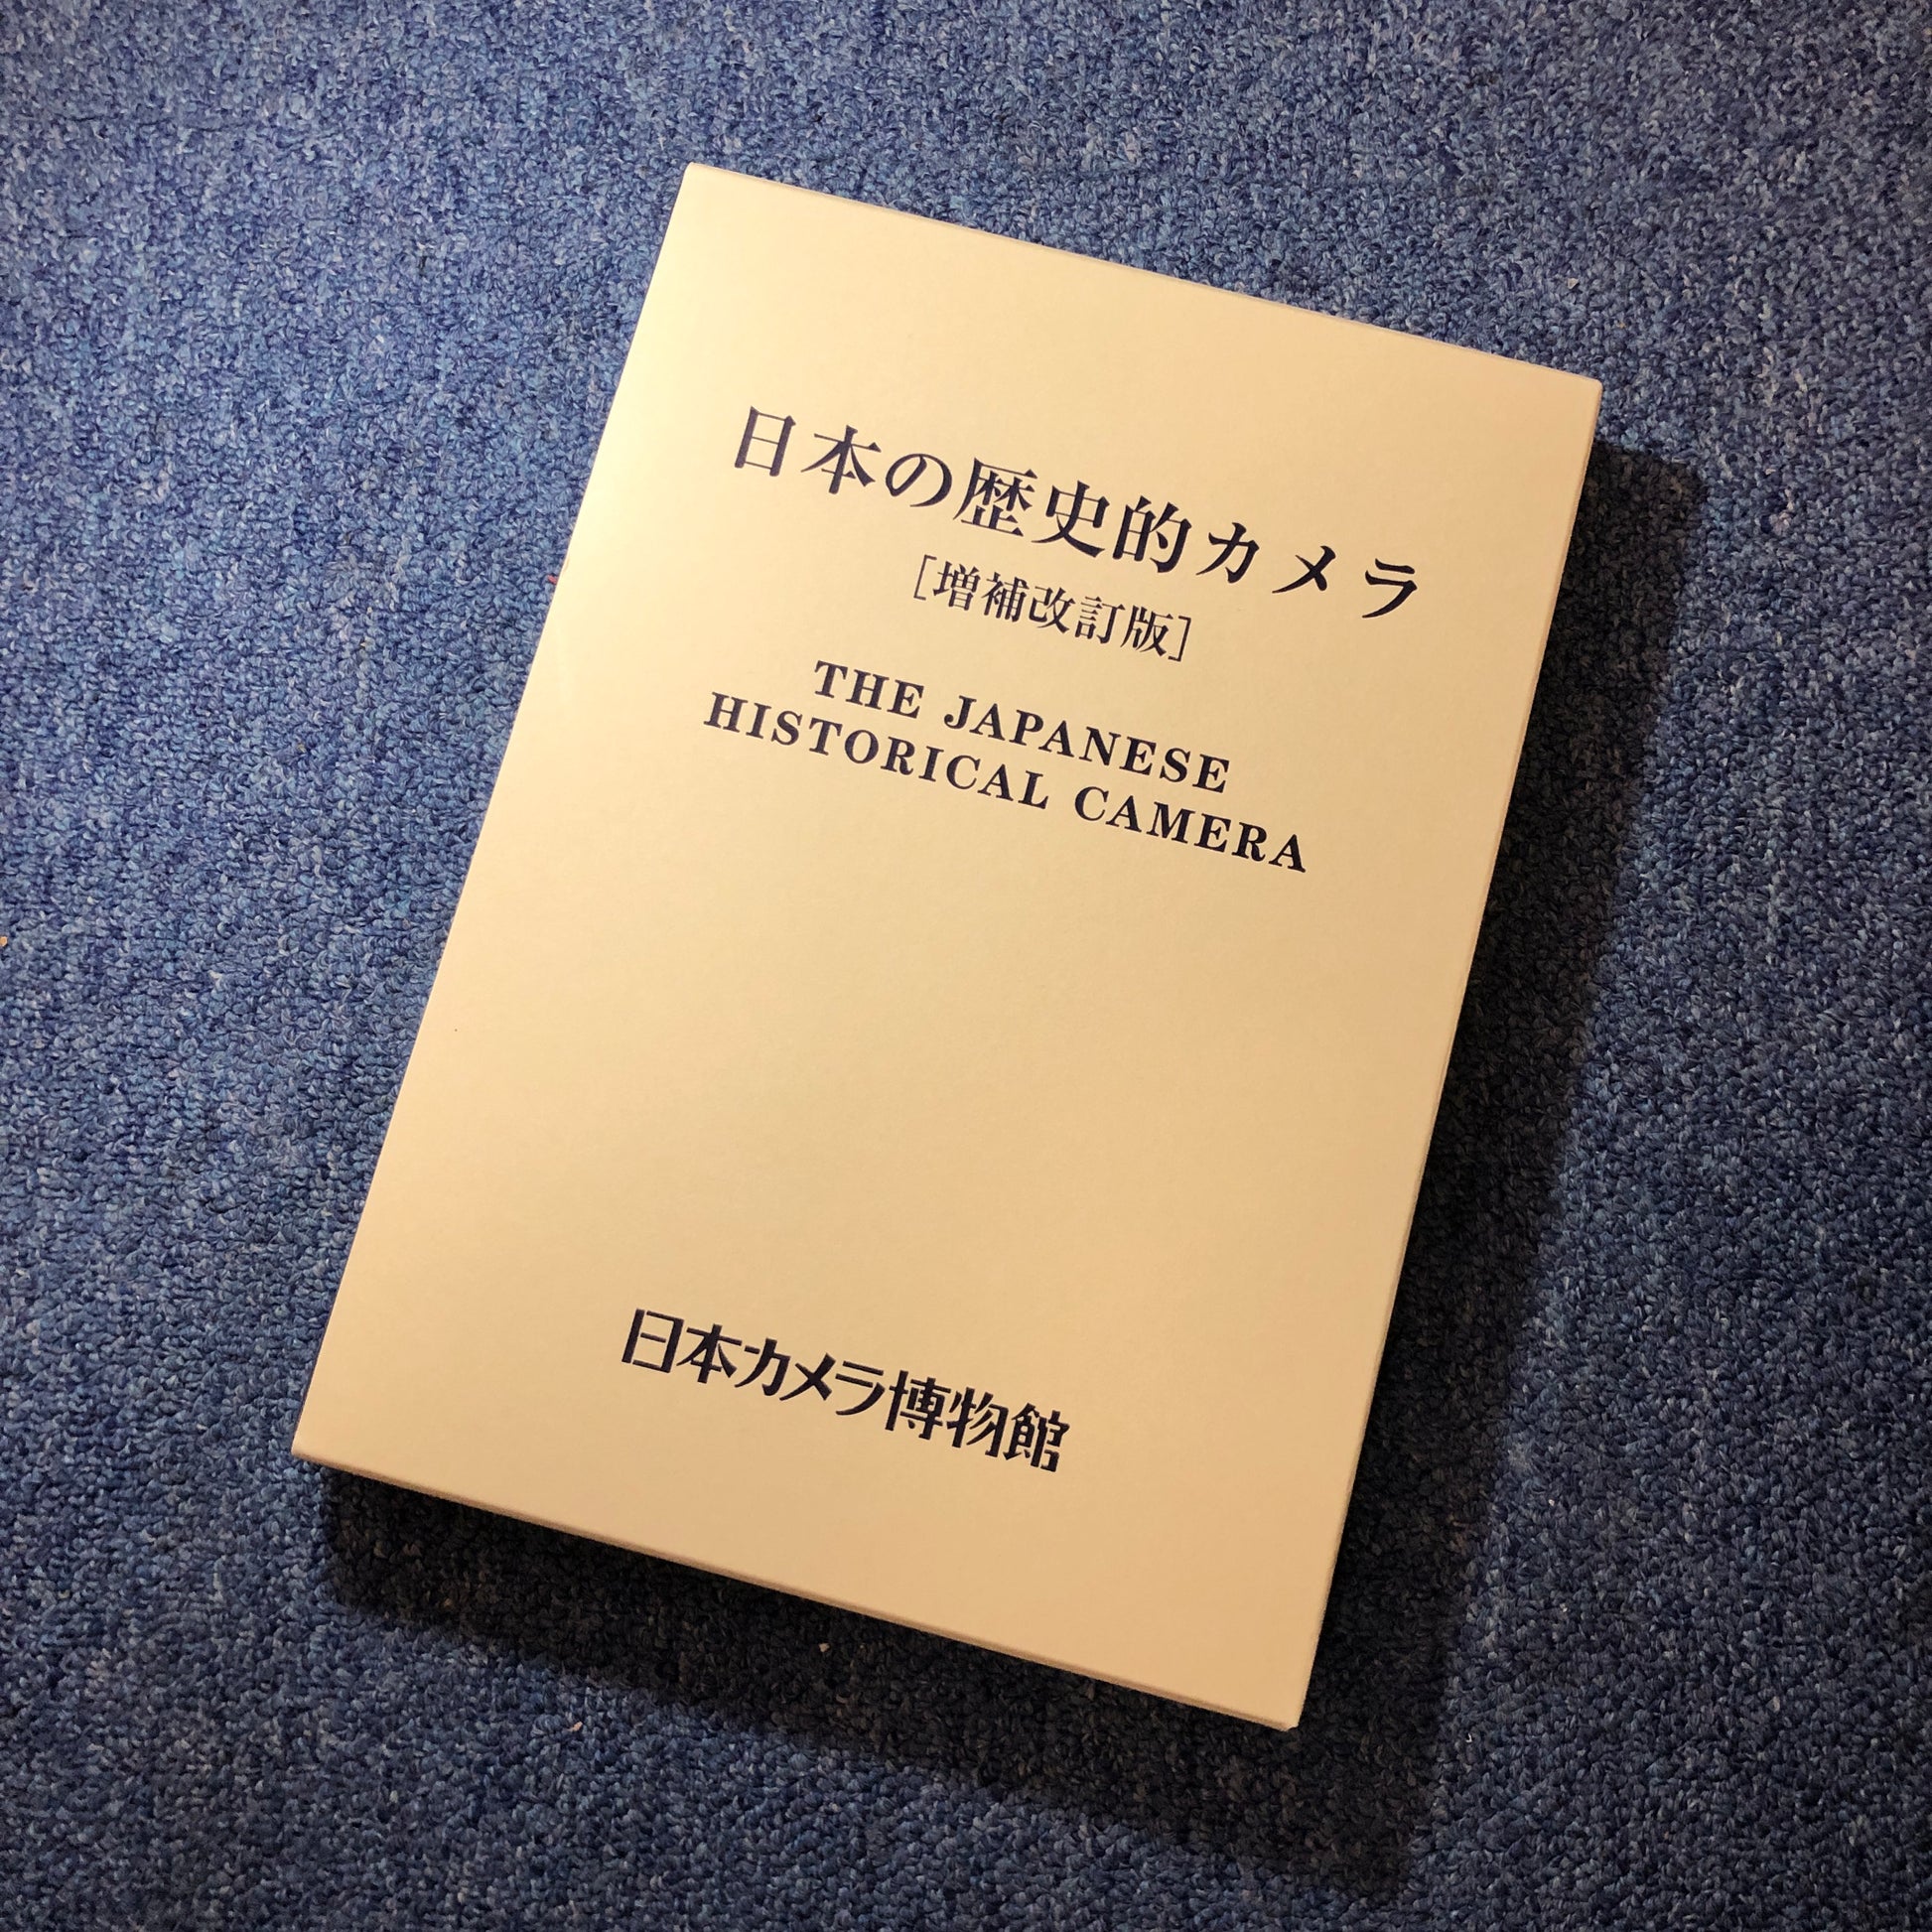 日本の歴史的カメラ
［増補改訂版］
THE JAPANESE
HISTORICAL CAMERA
日本カメラ博物館